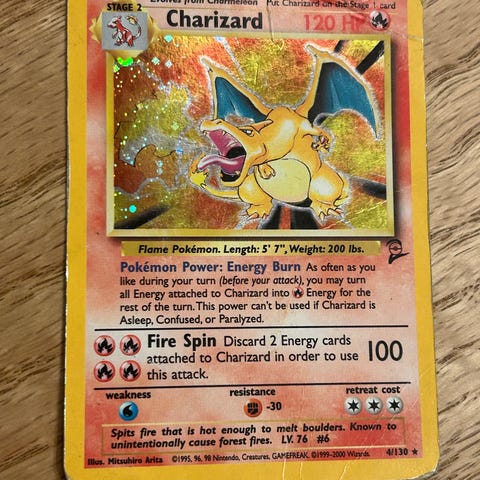 STAGE 2
Evolves from Charmeleon Put Charizard on the Stage 1 card
Charizard 120 HP
Flame Pokémon. Length: 5' 7", Weight: 200 lbs.
Pokémon Power: Energy Burn As often as you
like during your turn (before your attack), you may turn
all Energy attached to Charizard into Energy for the
rest of turn. This power can't be used if Charizard is
Asleep, Confused, or Paralyzed.
Fire Spin Discard 2 Energy cards
attached to Charizard in order to use 100
this attack.
weakness resistance retreat cost
-30
Spits fire that is hot enough to melt boulders. Known to
unintentionally cause forest fires. LV. 76 #6
Illus. Mitsuhiro Arita ©1995, 96, 98 Nintendo, Creatures, GAMEFREAK. ©1999-2000 Wizards. 4/130 ★